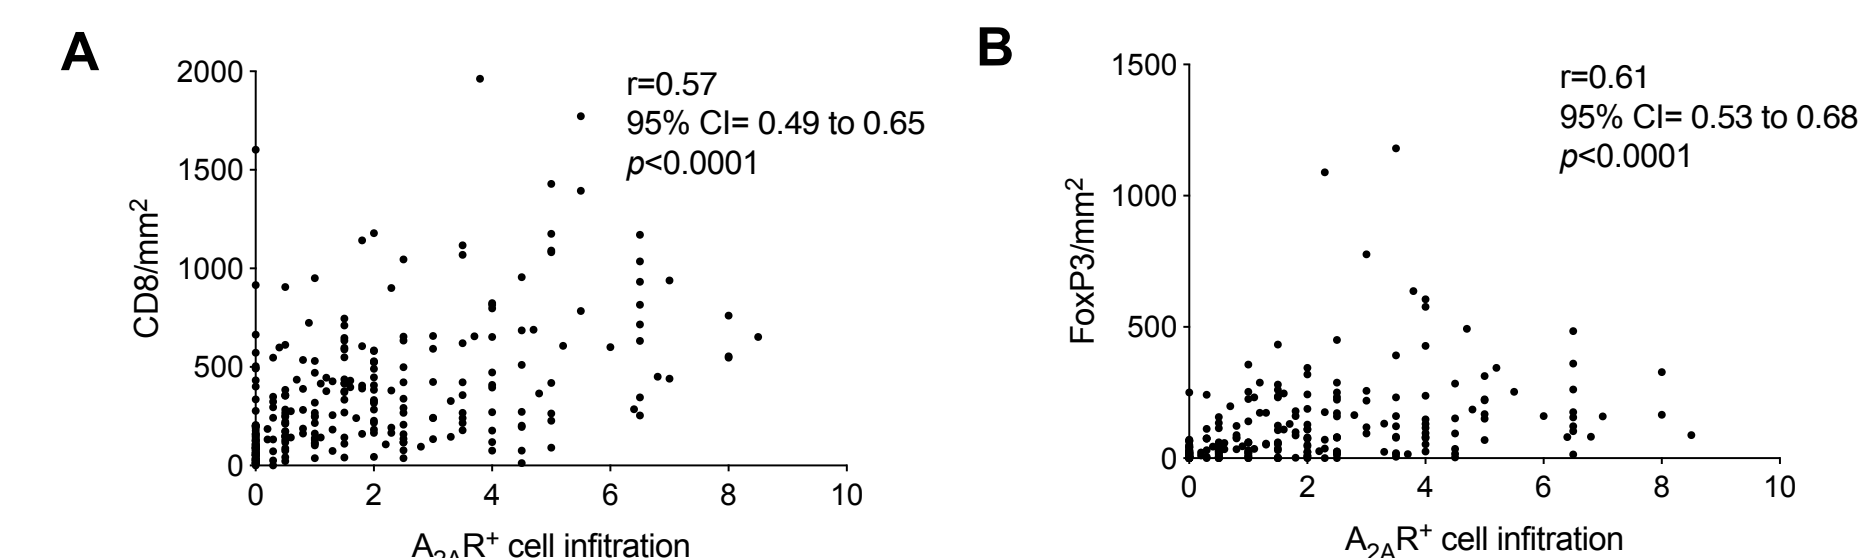 A
2000
1500
1000
500
0
CD8/mm²
r=0.57
95% CI= 0.49 to 0.65
p<0.0001
0 2 4 6 8 10
A₂ₐR⁺ cell infitration
B
1500
1000
500
0
FoxP3/mm²
r=0.61
95% CI= 0.53 to 0.68
p<0.0001
0 2 4 6 8 10
A₂ₐR⁺ cell infitration